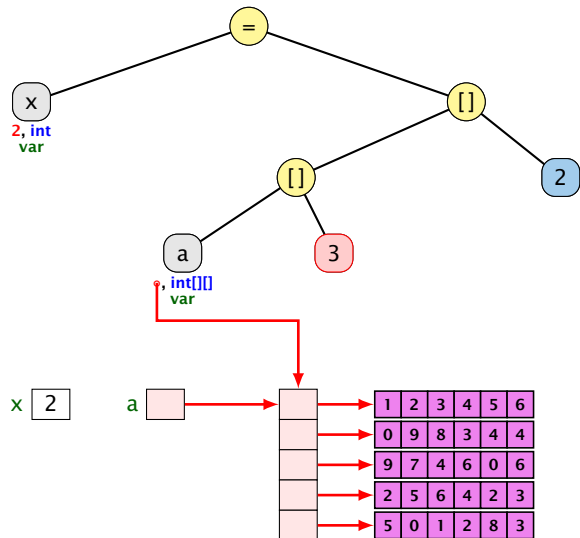 =
x
[]
2, int
var
[]
2
a
3
, int[][]
var
x 2 a
1 2 3 4 5 6
0 9 8 3 4 4
9 7 4 6 0 6
2 5 6 4 2 3
5 0 1 2 8 3